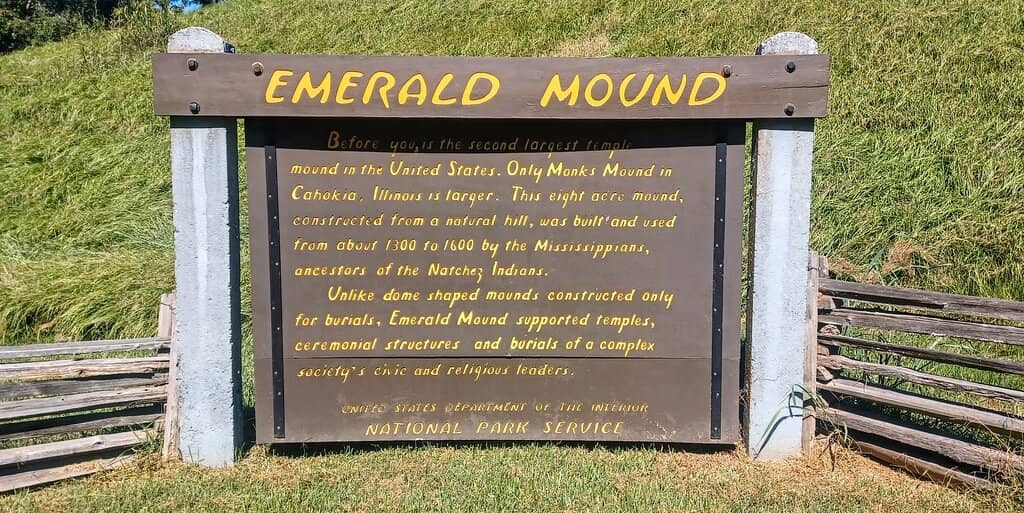 EMERALD MOUND
Before you, is the second largest temple
mound in the United States. Only Monks Mound in
Cahokia, Illinois is larger. This eight acre mound,
constructed from a natural hill, was built and used
from about 1300 to 1600 by the Mississippians,
ancestors of the Natchez Indians.
Unlike dome shaped mounds constructed only
for burials, Emerald Mound supported temples,
ceremonial structures and burials of a complex
society's civic and religious leaders.
UNITED STATES DEPARTMENT OF THE INTERIOR
NATIONAL PARK SERVICE